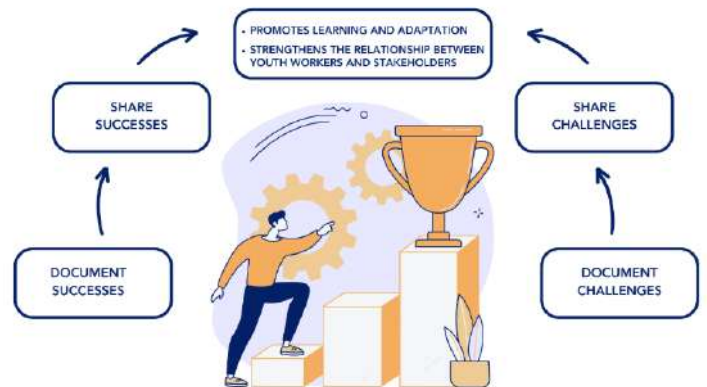 • PROMOTES LEARNING AND ADAPTATION
• STRENGTHENS THE RELATIONSHIP BETWEEN
YOUTH WORKERS AND STAKEHOLDERS
SHARE
SUCCESSES
SHARE
CHALLENGES
DOCUMENT
SUCCESSES
DOCUMENT
CHALLENGES